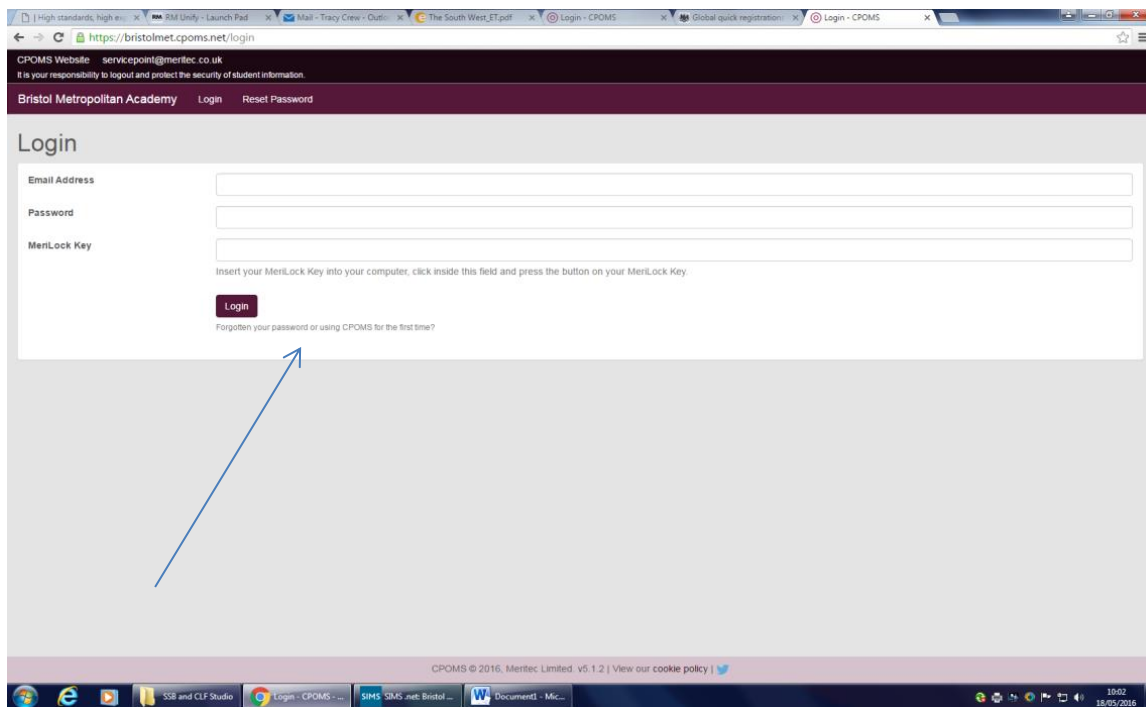 | High standards, high ex
RM RM Unify - Launch Pad
Mail - Tracy Crew - Outlo
The South West_ET.pdf
Login - CPOMS
Global quick registration
Login - CPOMS
https://bristolmet.cpoms.net/login
CPOMS Website servicepoint@meritec.co.uk
It is your responsibility to logout and protect the security of student information.
Bristol Metropolitan Academy Login Reset Password
Login
Email Address
Password
MeriLock Key
Insert your MeriLock Key into your computer, click inside this field and press the button on your MeriLock Key.
Login
Forgotten your password or using CPOMS for the first time?
CPOMS © 2016, Meritec Limited. v5.1.2 | View our cookie policy |
SSB and CLF Studio
Login - CPOMS - ...
SIMS SIMS .net: Bristol ...
W Document1 - Mic...
10:02
18/05/2016